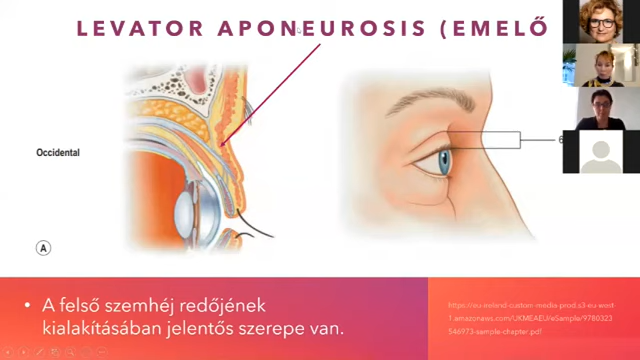 LEVATOR APONEUROSIS (EMELŐ
Occidental
6
A
• A felső szemhéj redőjének
kialakításában jelentős szerepe van.
https://eu-ireland-custom-media-prod.s3-eu-west-
1.amazonaws.com/UKMEAEU/eSample/9780323
546973-sample-chapter.pdf